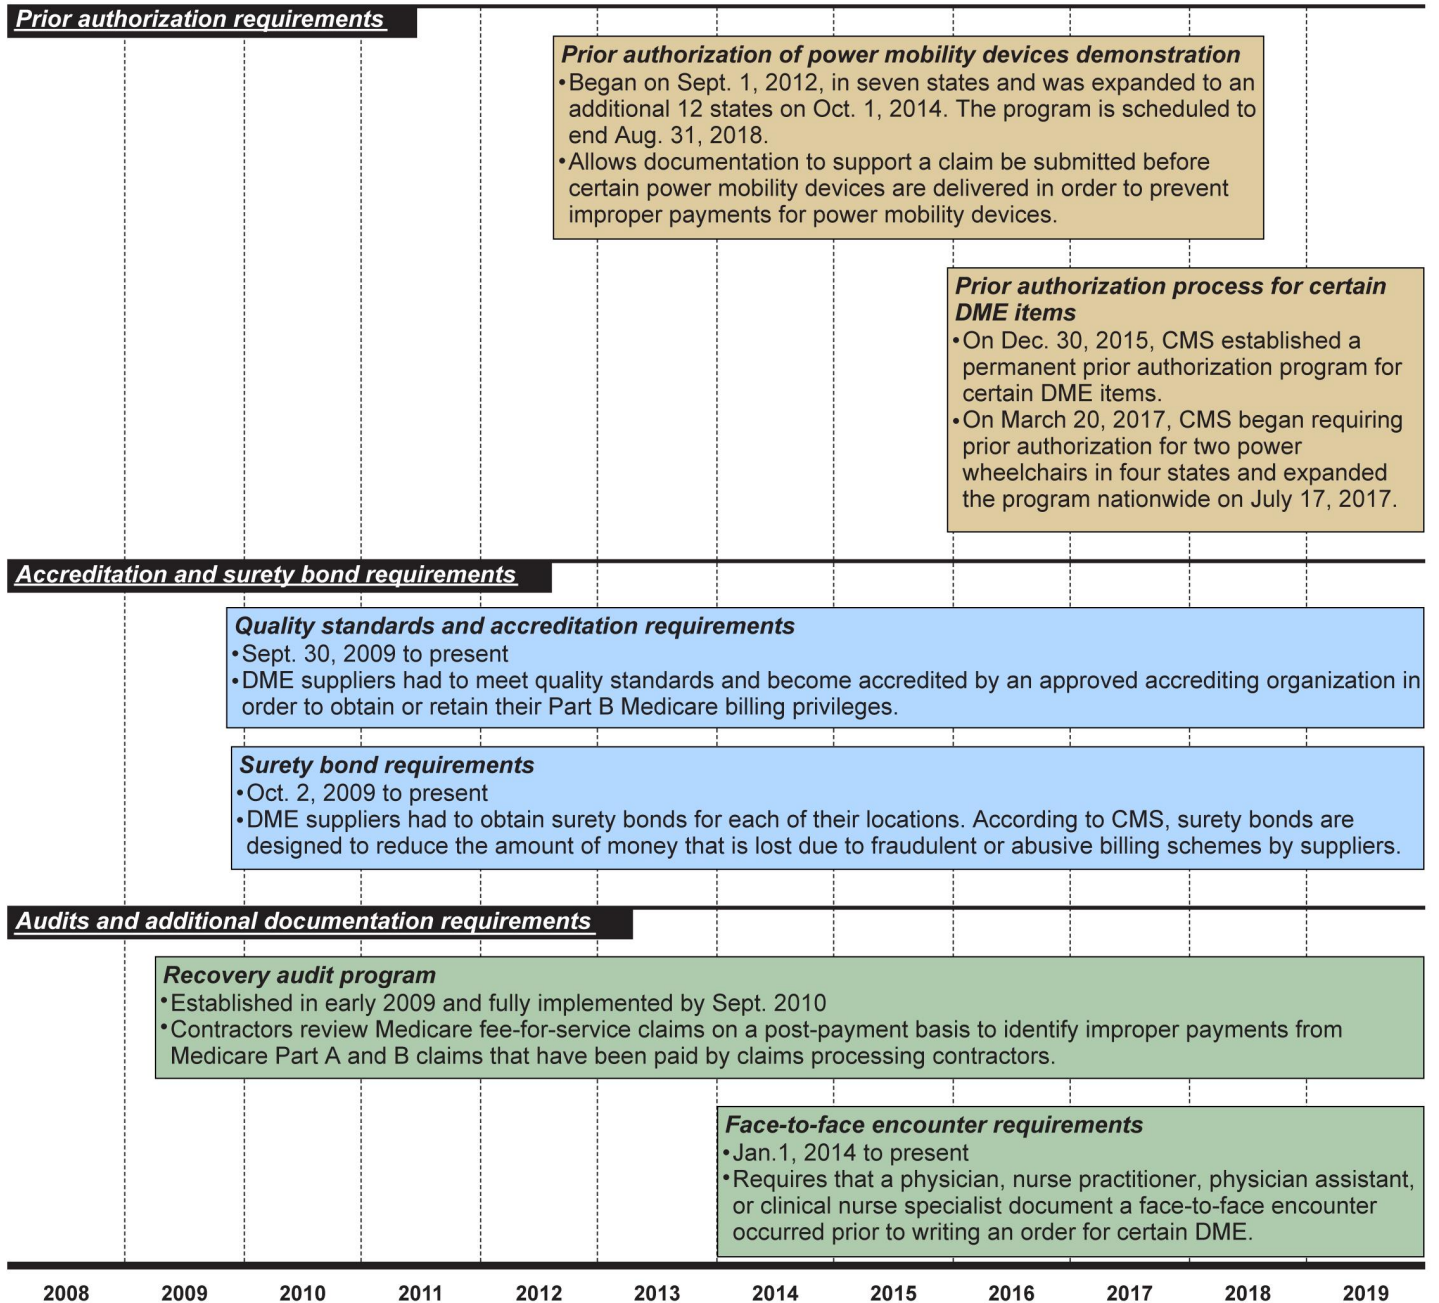 Prior authorization requirements
Prior authorization of power mobility devices demonstration
•Began on Sept. 1, 2012, in seven states and was expanded to an
additional 12 states on Oct. 1, 2014. The program is scheduled to
end Aug. 31, 2018.
•Allows documentation to support a claim be submitted before
certain power mobility devices are delivered in order to prevent
improper payments for power mobility devices.
Prior authorization process for certain
DME items
•On Dec. 30, 2015, CMS established a
permanent prior authorization program for
certain DME items.
•On March 20, 2017, CMS began requiring
prior authorization for two power
wheelchairs in four states and expanded
the program nationwide on July 17, 2017.
Accreditation and surety bond requirements
Quality standards and accreditation requirements
•Sept. 30, 2009 to present
•DME suppliers had to meet quality standards and become accredited by an approved accrediting organization in
order to obtain or retain their Part B Medicare billing privileges.
Surety bond requirements
•Oct. 2, 2009 to present
•DME suppliers had to obtain surety bonds for each of their locations. According to CMS, surety bonds are
designed to reduce the amount of money that is lost due to fraudulent or abusive billing schemes by suppliers.
Audits and additional documentation requirements
Recovery audit program
•Established in early 2009 and fully implemented by Sept. 2010
•Contractors review Medicare fee-for-service claims on a post-payment basis to identify improper payments from
Medicare Part A and B claims that have been paid by claims processing contractors.
Face-to-face encounter requirements
•Jan.1, 2014 to present
•Requires that a physician, nurse practitioner, physician assistant,
or clinical nurse specialist document a face-to-face encounter
occurred prior to writing an order for certain DME.
2008 2009 2010 2011 2012 2013 2014 2015 2016 2017 2018 2019